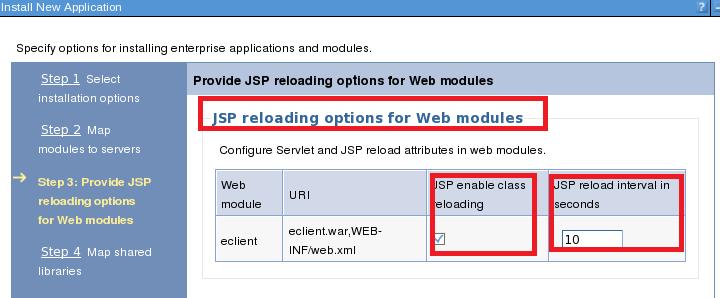 Install New Application ?
Specify options for installing enterprise applications and modules.
Step 1 Select
installation options
Step 2 Map
modules to servers
Step 3: Provide JSP
reloading options
for Web modules
Step 4 Map shared
libraries
Provide JSP reloading options for Web modules
JSP reloading options for Web modules
Configure Servlet and JSP reload attributes in web modules.
Web
module
URI
JSP enable class
reloading
JSP reload interval in
seconds
eclient
eclient.war,WEB-
INF/web.xml
10